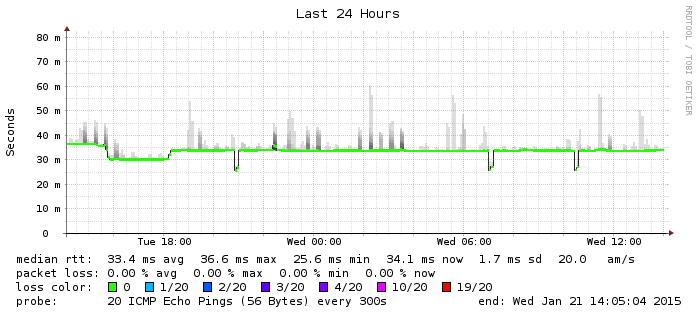 Last 24 Hours
RRDTOOL / TOBI OETIKER
Seconds
80 m
70 m
60 m
50 m
40 m
30 m
20 m
10 m
0
Tue 18:00 Wed 00:00 Wed 06:00 Wed 12:00
median rtt: 33.4 ms avg 36.6 ms max 25.6 ms min 34.1 ms now 1.7 ms sd 20.0 am/s
packet loss: 0.00 % avg 0.00 % max 0.00 % min 0.00 % now
loss color: 0 1/20 2/20 3/20 4/20 10/20 19/20
probe: 20 ICMP Echo Pings (56 Bytes) every 300s end: Wed Jan 21 14:05:04 2015